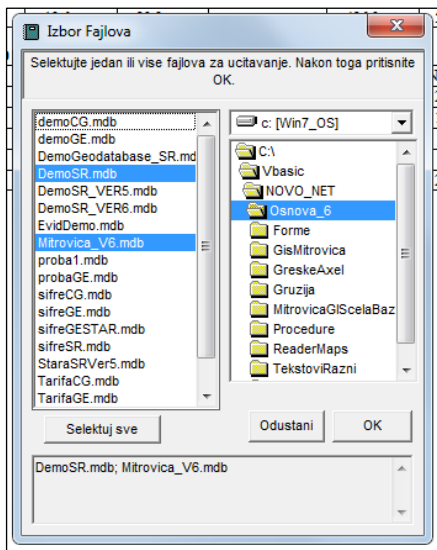 Izbor Fajlova
Selektujte jedan ili vise fajlova za ucitavanje. Nakon toga pritisnite
OK.
demoCG.mdb
demoGE.mdb
DemoGeodatabase_SR.md
DemoSR.mdb
DemoSR_VER5.mdb
DemoSR_VER6.mdb
EvidDemo.mdb
Mitrovica_V6.mdb
proba1.mdb
probaGE.mdb
sifreCG.mdb
sifreGE.mdb
sifreGESTAR.mdb
sifreSR.mdb
StaraSRVer5.mdb
TarifaCG.mdb
TarifaGE.mdb
c: [Win7_OS]
C:\
Vbasic
NOVO_NET
Osnova_6
Forme
GisMitrovica
GreskeAxel
Gruzija
MitrovicaGIScelaBaz
Procedure
ReaderMaps
TekstoviRazni
Selektuj sve
Odustani
OK
DemoSR.mdb; Mitrovica_V6.mdb